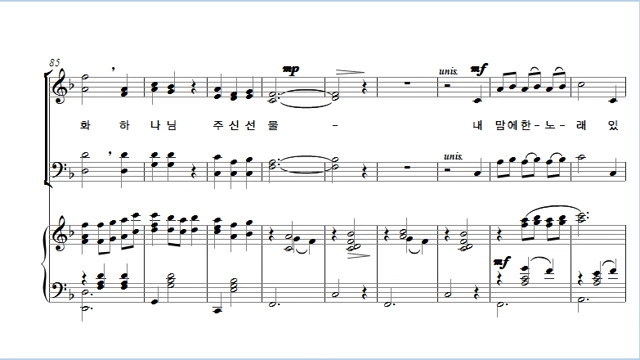 85
mp
unis. mf
화 하 나 님 주 신 선 물 - 내 맘에한-노-래 있
unis.
mf